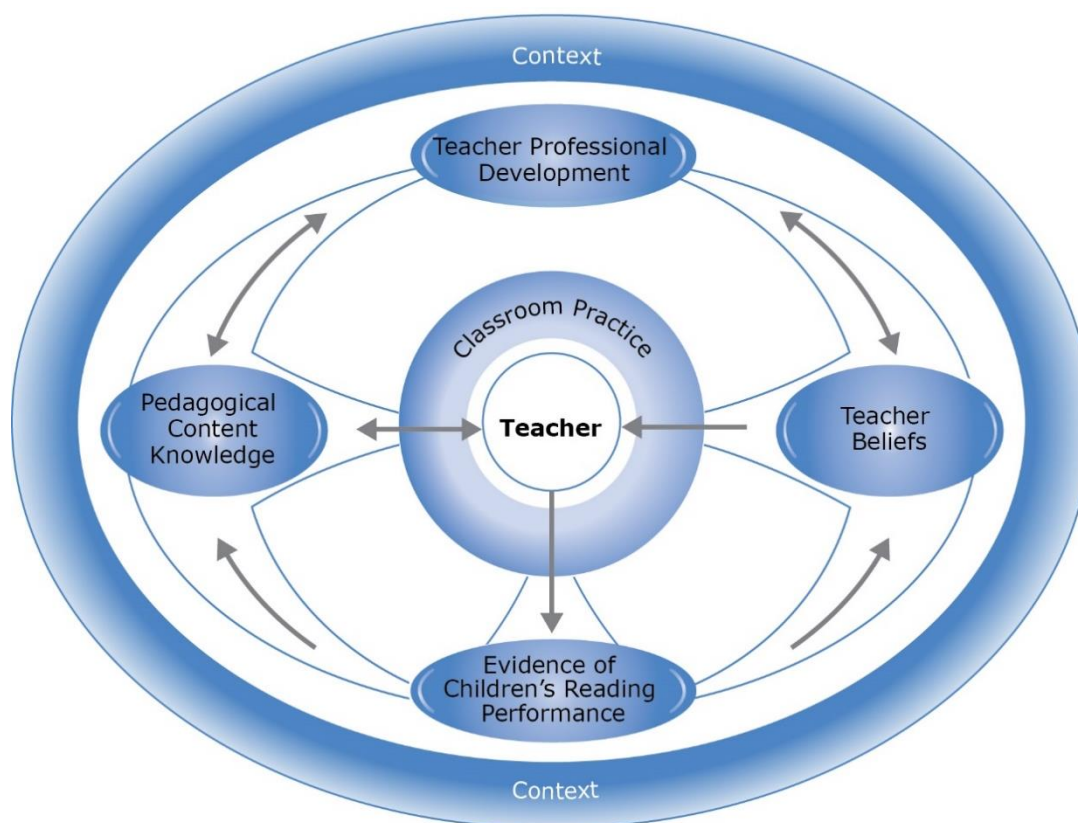 Context
Teacher Professional
Development
Classroom Practice
Pedagogical
Content
Knowledge
Teacher
Teacher
Beliefs
Evidence of
Children’s Reading
Performance
Context